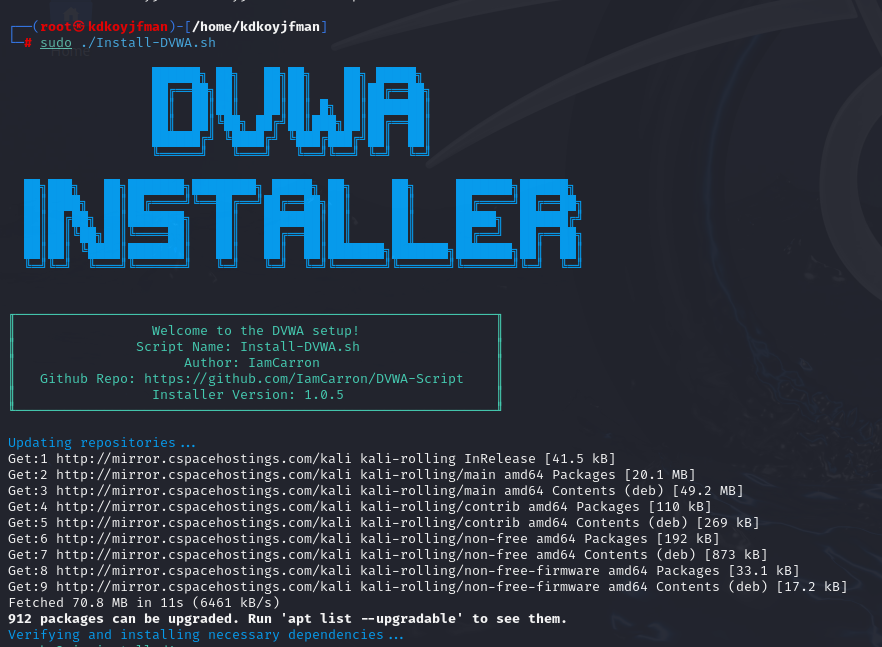 ┌──(root㉿kdkoyjfman)-[/home/kdkoyjfman]
└─# sudo ./Install-DVWA.sh
DVWA
INSTALLER
Welcome to the DVWA setup!
Script Name: Install-DVWA.sh
Author: IamCarron
Github Repo: https://github.com/IamCarron/DVWA-Script
Installer Version: 1.0.5
Updating repositories...
Get:1 http://mirror.cspacehostings.com/kali kali-rolling InRelease [41.5 kB]
Get:2 http://mirror.cspacehostings.com/kali kali-rolling/main amd64 Packages [20.1 MB]
Get:3 http://mirror.cspacehostings.com/kali kali-rolling/main amd64 Contents (deb) [49.2 MB]
Get:4 http://mirror.cspacehostings.com/kali kali-rolling/contrib amd64 Packages [110 kB]
Get:5 http://mirror.cspacehostings.com/kali kali-rolling/contrib amd64 Contents (deb) [269 kB]
Get:6 http://mirror.cspacehostings.com/kali kali-rolling/non-free amd64 Packages [192 kB]
Get:7 http://mirror.cspacehostings.com/kali kali-rolling/non-free amd64 Contents (deb) [873 kB]
Get:8 http://mirror.cspacehostings.com/kali kali-rolling/non-free-firmware amd64 Packages [33.1 kB]
Get:9 http://mirror.cspacehostings.com/kali kali-rolling/non-free-firmware amd64 Contents (deb) [17.2 kB]
Fetched 70.8 MB in 11s (6461 kB/s)
912 packages can be upgraded. Run 'apt list --upgradable' to see them.
Verifying and installing necessary dependencies...